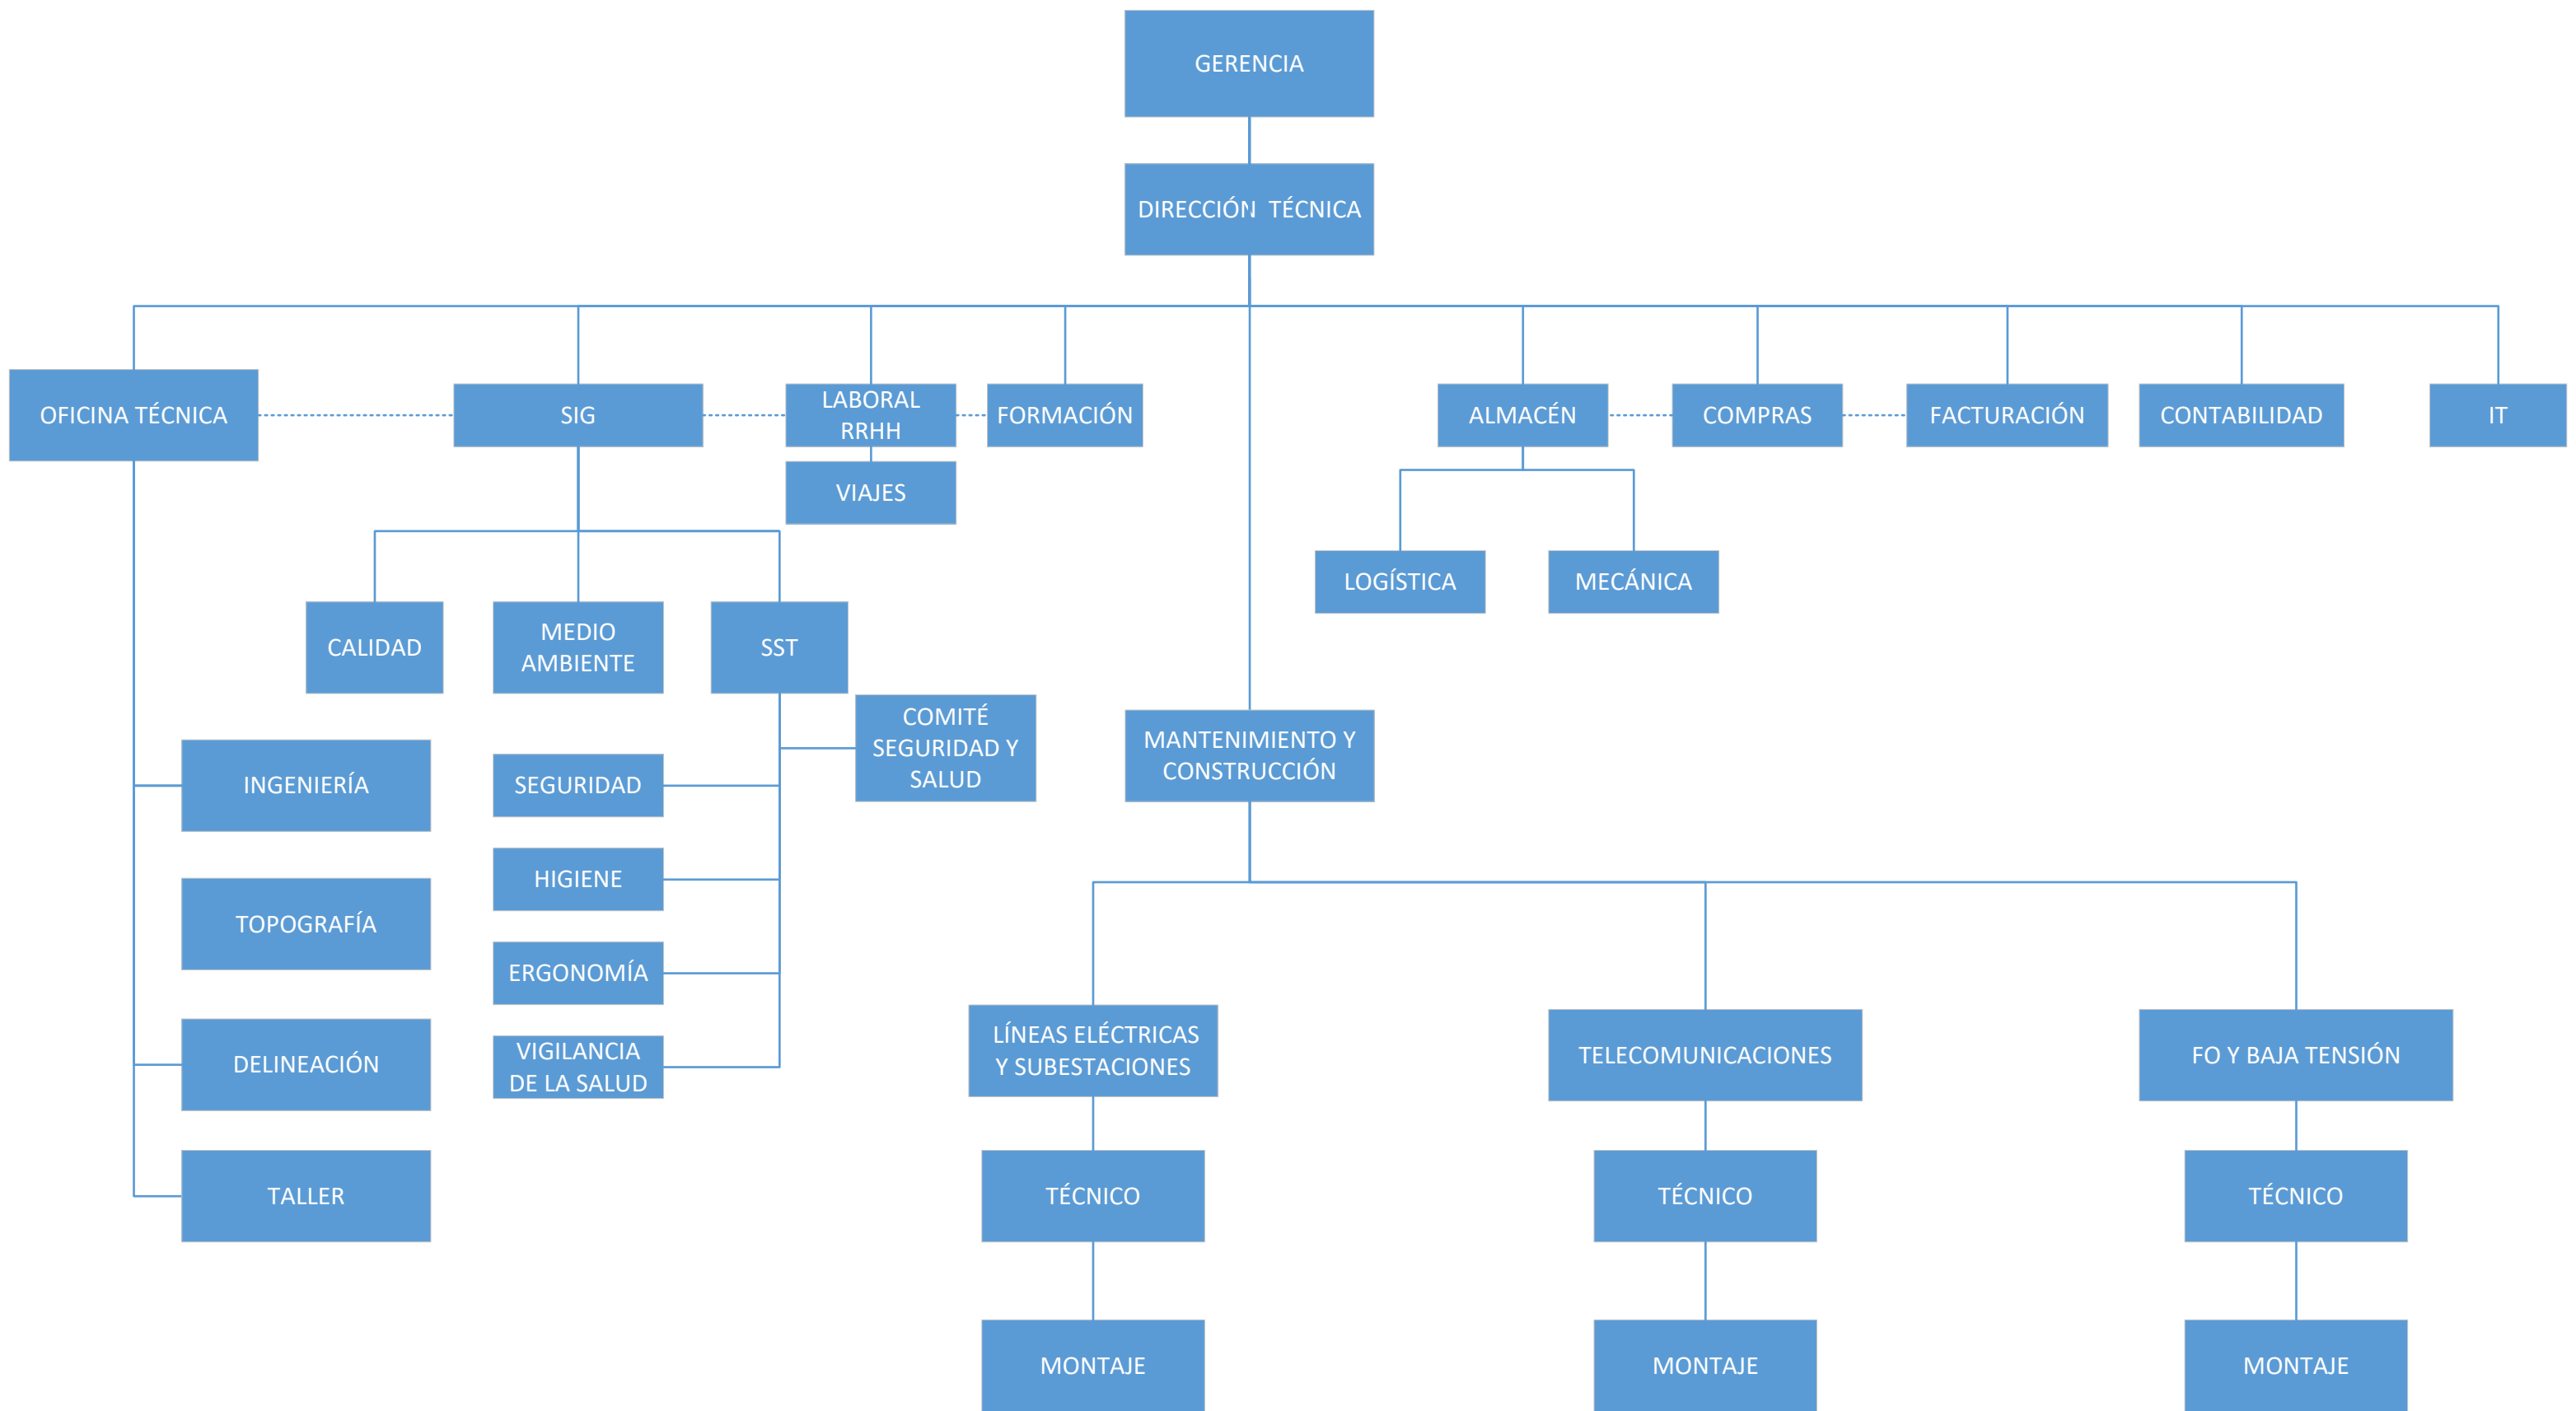 GERENCIA
DIRECCIÓN TÉCNICA
OFICINA TÉCNICA
SIG
LABORAL
RRHH
FORMACIÓN
ALMACÉN
COMPRAS
FACTURACIÓN
CONTABILIDAD
IT
VIAJES
LOGÍSTICA
MECÁNICA
CALIDAD
MEDIO
AMBIENTE
SST
COMITÉ
SEGURIDAD Y
SALUD
MANTENIMIENTO Y
CONSTRUCCIÓN
INGENIERÍA
SEGURIDAD
HIGIENE
TOPOGRAFÍA
ERGONOMÍA
VIGILANCIA
DE LA SALUD
DELINEACIÓN
LÍNEAS ELÉCTRICAS
Y SUBESTACIONES
TELECOMUNICACIONES
FO Y BAJA TENSIÓN
TALLER
TÉCNICO
TÉCNICO
TÉCNICO
MONTAJE
MONTAJE
MONTAJE